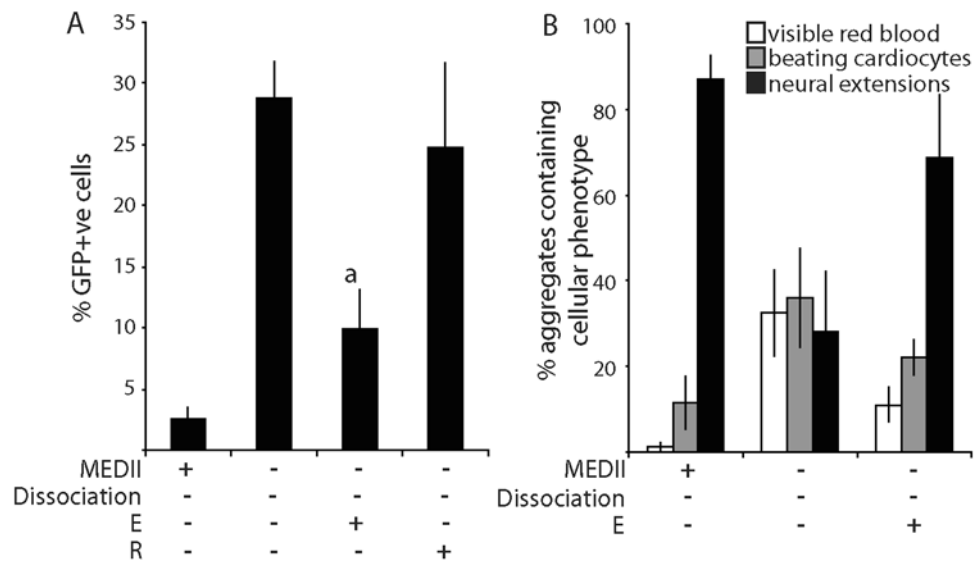 A
35
30
25
20
15
10
5
% GFP+ve cells
a
MEDII + - - -
Dissociation - - - -
E - - + -
R - - - +
B
100
80
60
40
20
% aggregates containing
cellular phenotype
visible red blood
beating cardiocytes
neural extensions
MEDII + - -
Dissociation - - -
E - - +